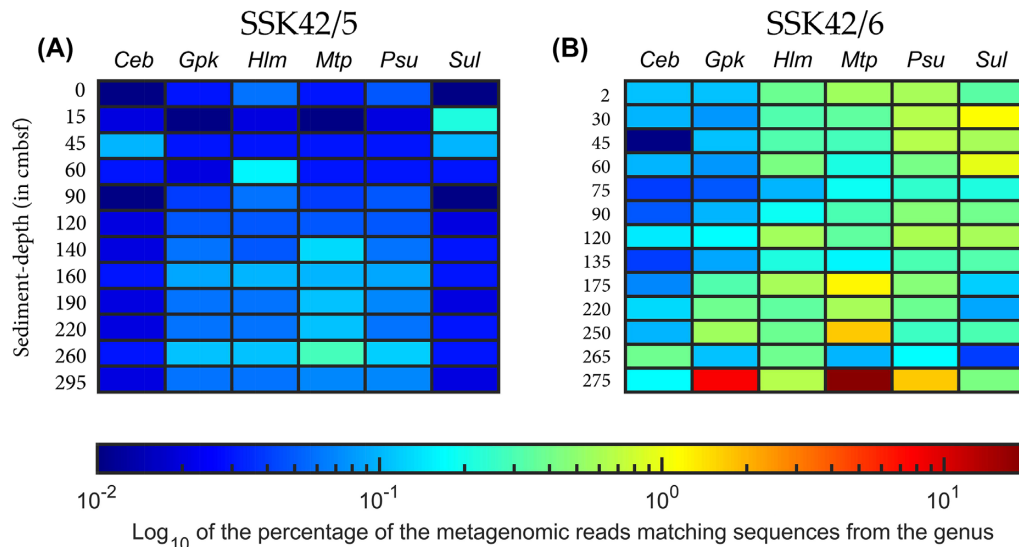 SSK42/5
SSK42/6
(A)
Ceb Gpk Hlm Mtp Psu Sul
(B)
Ceb Gpk Hlm Mtp Psu Sul
Sediment-depth (in cmbsf)
0
15
45
60
90
120
140
160
190
220
260
295
2
30
45
60
75
90
120
135
175
220
250
265
275
10-2 10-1 100 101
Log10 of the percentage of the metagenomic reads matching sequences from the genus